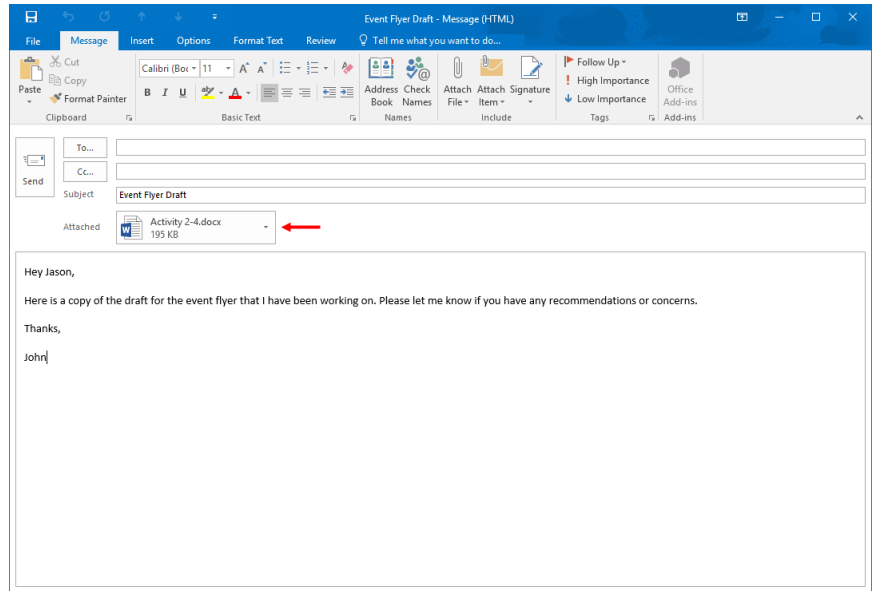 Event Flyer Draft - Message (HTML)
File Message Insert Options Format Text Review Tell me what you want to do...
Paste
Cut
Copy
Format Painter
Clipboard
Calibri (Boc 11
B I U
Basic Text
Address Book
Check Names
Names
Attach File
Attach Item
Signature
Include
Follow Up
High Importance
Low Importance
Tags
Office Add-ins
Add-ins
Send
To...
Cc...
Subject Event Flyer Draft
Attached Activity 2-4.docx
195 KB
Hey Jason,
Here is a copy of the draft for the event flyer that I have been working on. Please let me know if you have any recommendations or concerns.
Thanks,
John